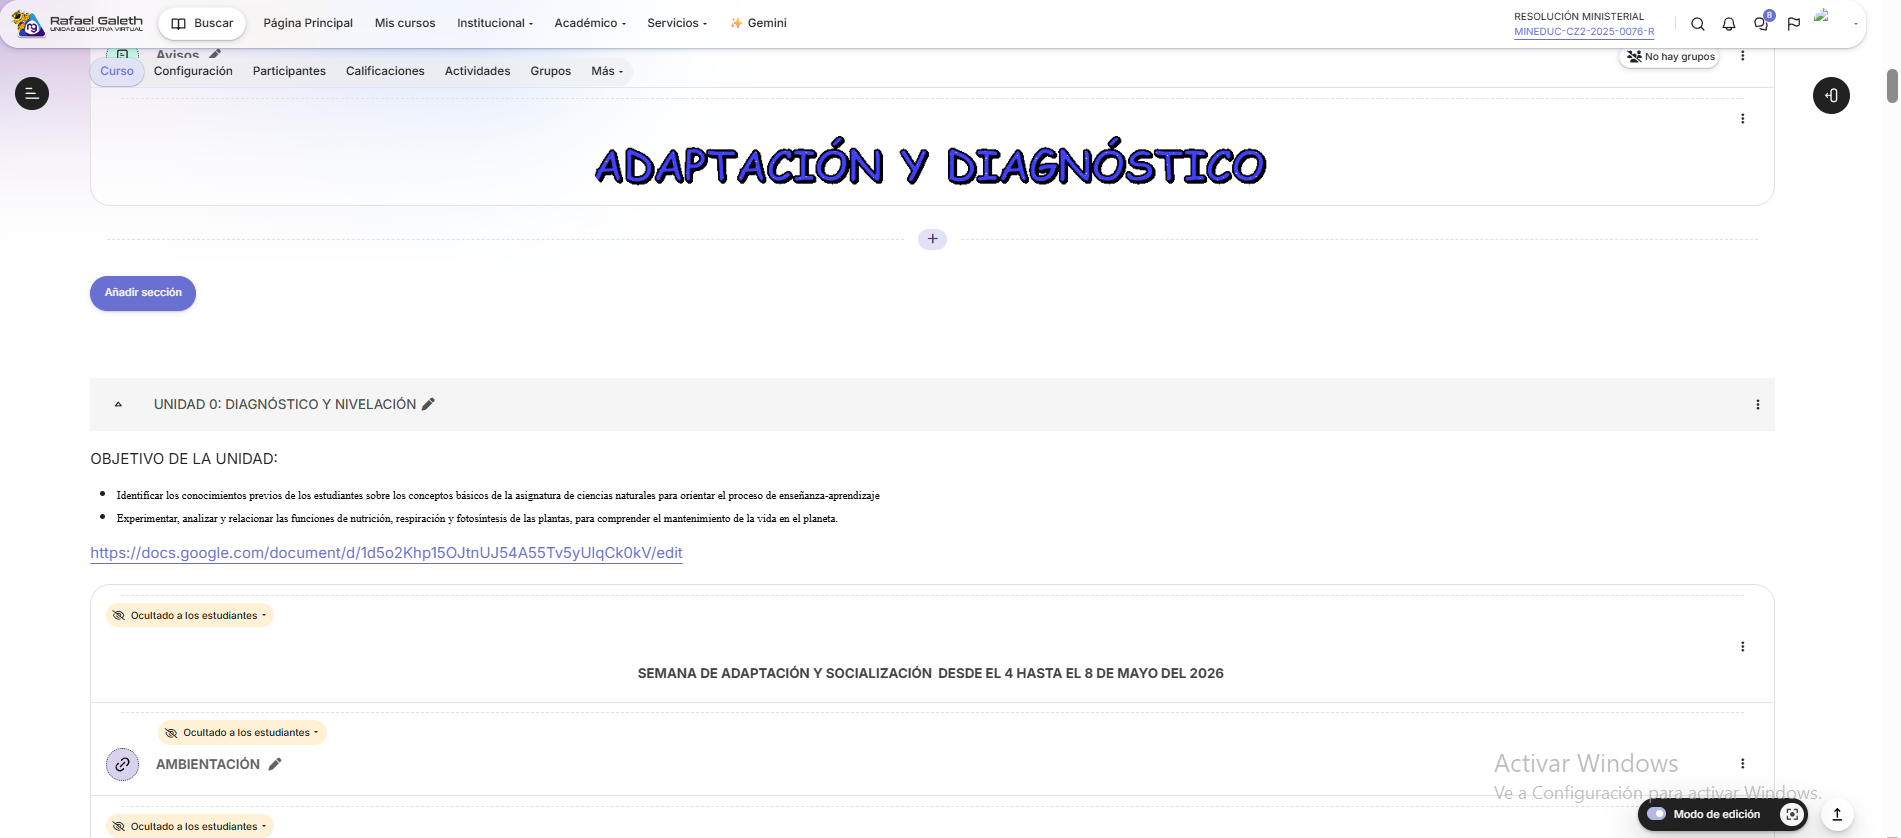 Rafael Galeth
UNIDAD EDUCATIVA VIRTUAL
Buscar
Página Principal
Mis cursos
Institucional
Académico
Servicios
✨ Gemini
RESOLUCIÓN MINISTERIAL
MINEDUC-CZ2-2025-0076-R
8
Avisos
No hay grupos
Curso
Configuración
Participantes
Calificaciones
Actividades
Grupos
Más
ADAPTACIÓN Y DIAGNÓSTICO
+
Añadir sección
UNIDAD 0: DIAGNÓSTICO Y NIVELACIÓN
OBJETIVO DE LA UNIDAD:
• Identificar los conocimientos previos de los estudiantes sobre los conceptos básicos de la asignatura de ciencias naturales para orientar el proceso de enseñanza-aprendizaje
• Experimentar, analizar y relacionar las funciones de nutrición, respiración y fotosíntesis de las plantas, para comprender el mantenimiento de la vida en el planeta.
https://docs.google.com/document/d/1d5o2Khp15OJtnUJ54A55Tv5yUlqCk0kV/edit
Ocultado a los estudiantes
SEMANA DE ADAPTACIÓN Y SOCIALIZACIÓN DESDE EL 4 HASTA EL 8 DE MAYO DEL 2026
Ocultado a los estudiantes
AMBIENTACIÓN
Activar Windows
Ve a Configuración para activar Windows.
Modo de edición
Ocultado a los estudiantes